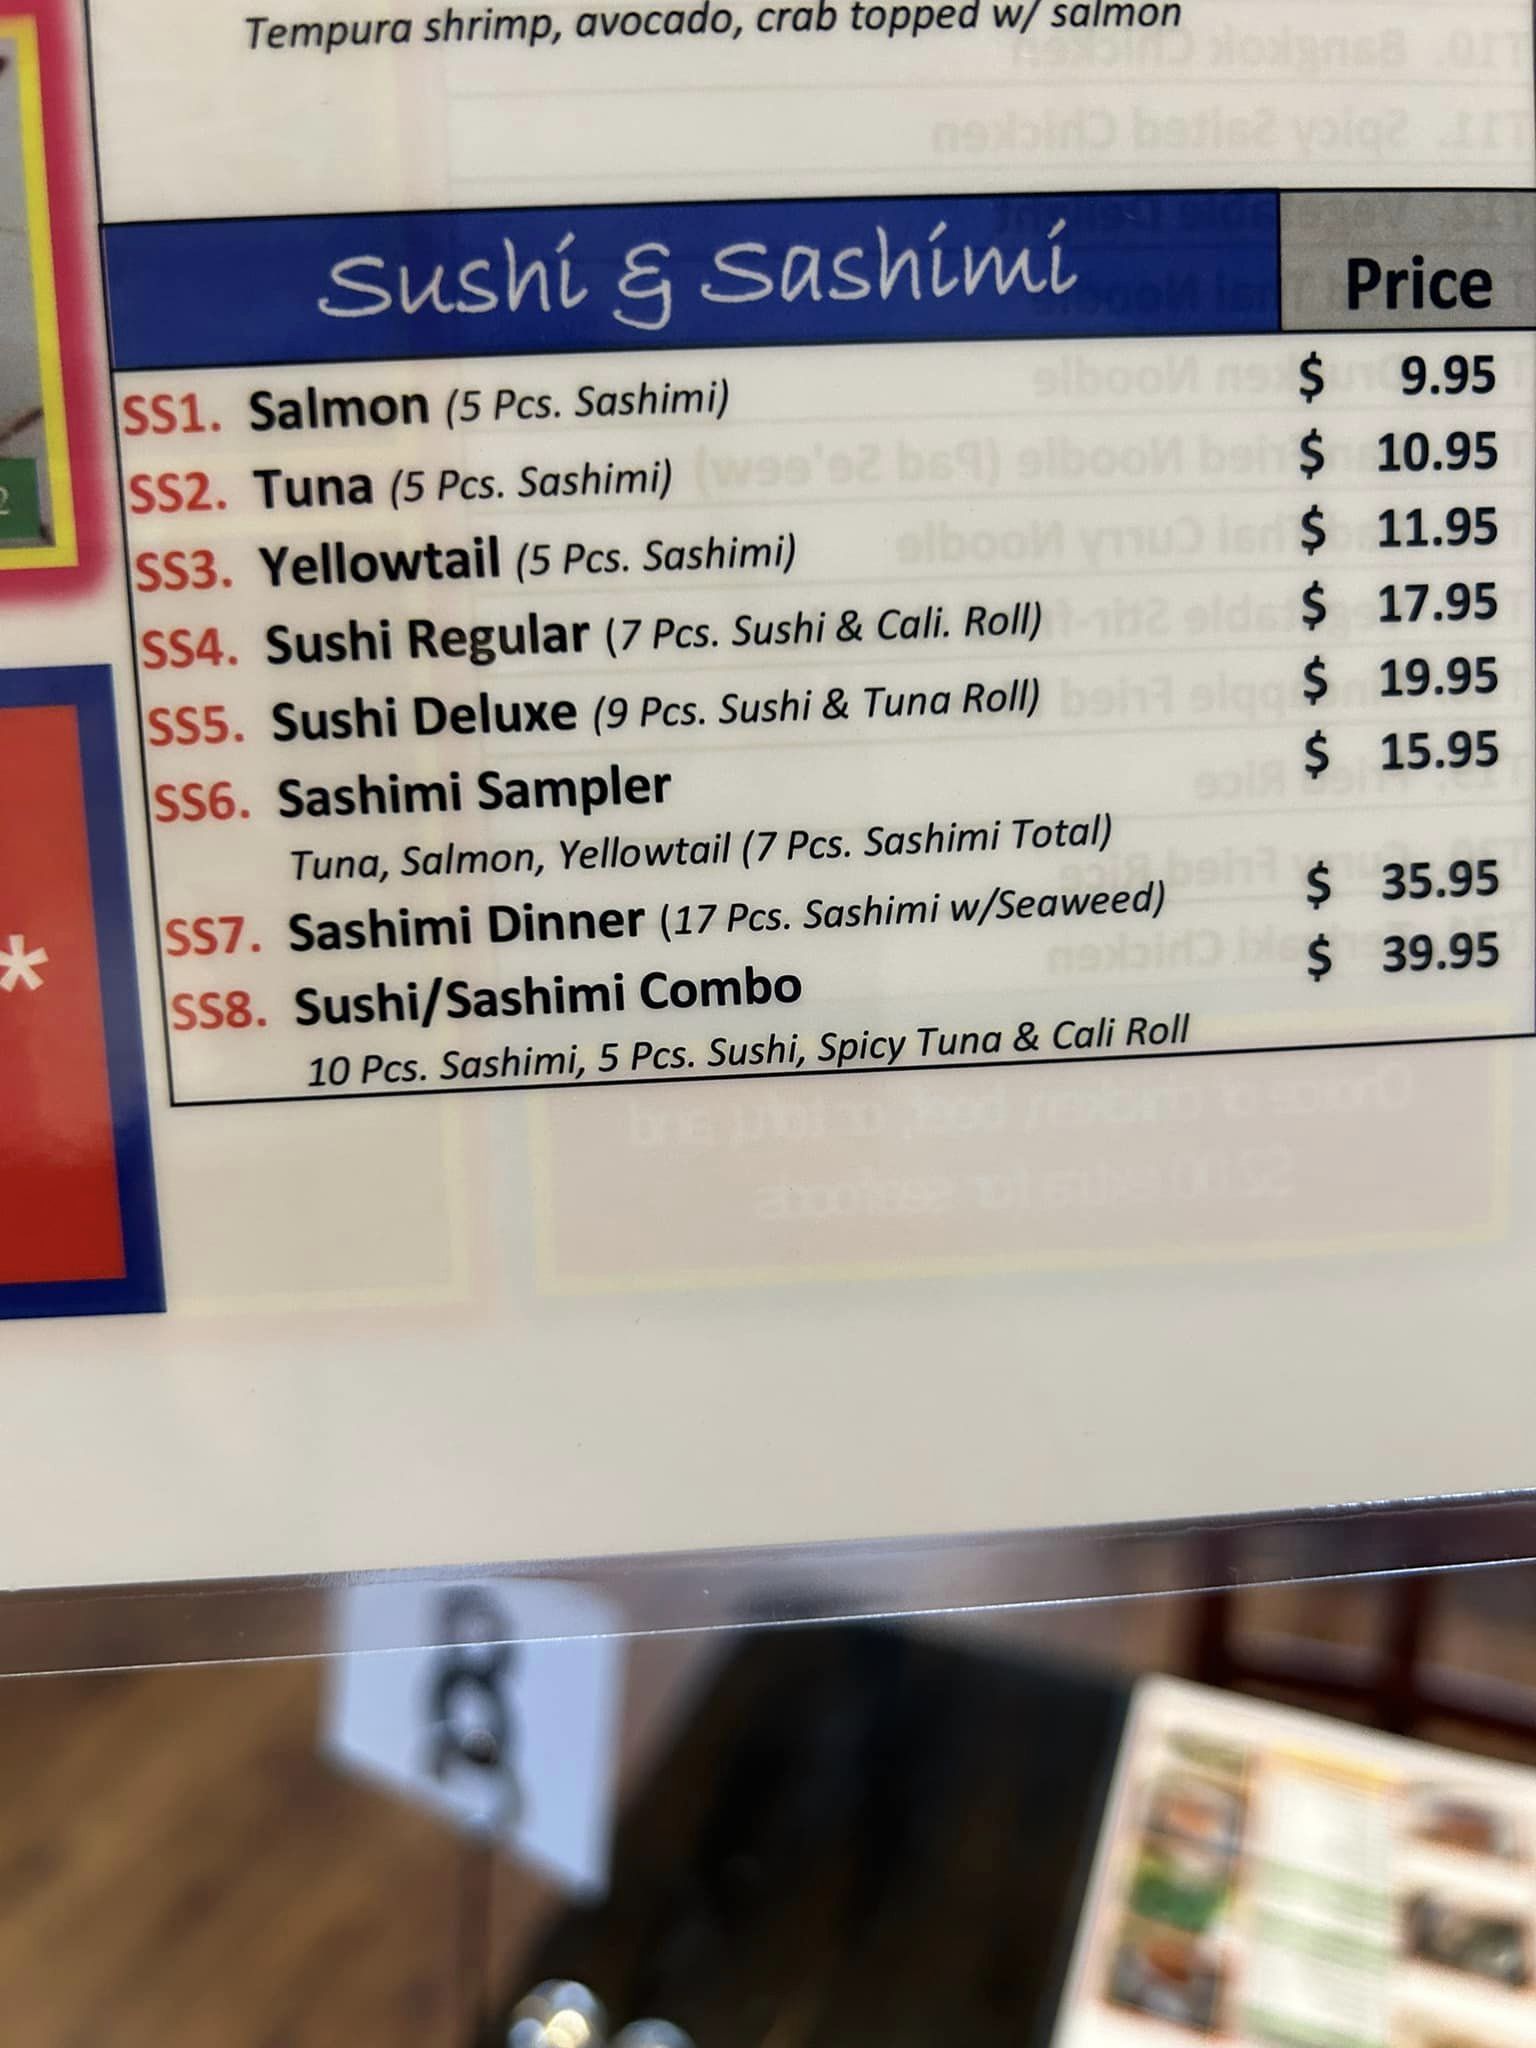 Tempura shrimp, avocado, crab topped w/ salmon
Sushi & Sashimi Price
SS1. Salmon (5 Pcs. Sashimi) $ 9.95
SS2. Tuna (5 Pcs. Sashimi) $ 10.95
SS3. Yellowtail (5 Pcs. Sashimi) $ 11.95
SS4. Sushi Regular (7 Pcs. Sushi & Cali. Roll) $ 17.95
SS5. Sushi Deluxe (9 Pcs. Sushi & Tuna Roll) $ 19.95
SS6. Sashimi Sampler $ 15.95
Tuna, Salmon, Yellowtail (7 Pcs. Sashimi Total)
SS7. Sashimi Dinner (17 Pcs. Sashimi w/Seaweed) $ 35.95
SS8. Sushi/Sashimi Combo $ 39.95
10 Pcs. Sashimi, 5 Pcs. Sushi, Spicy Tuna & Cali Roll
2
*